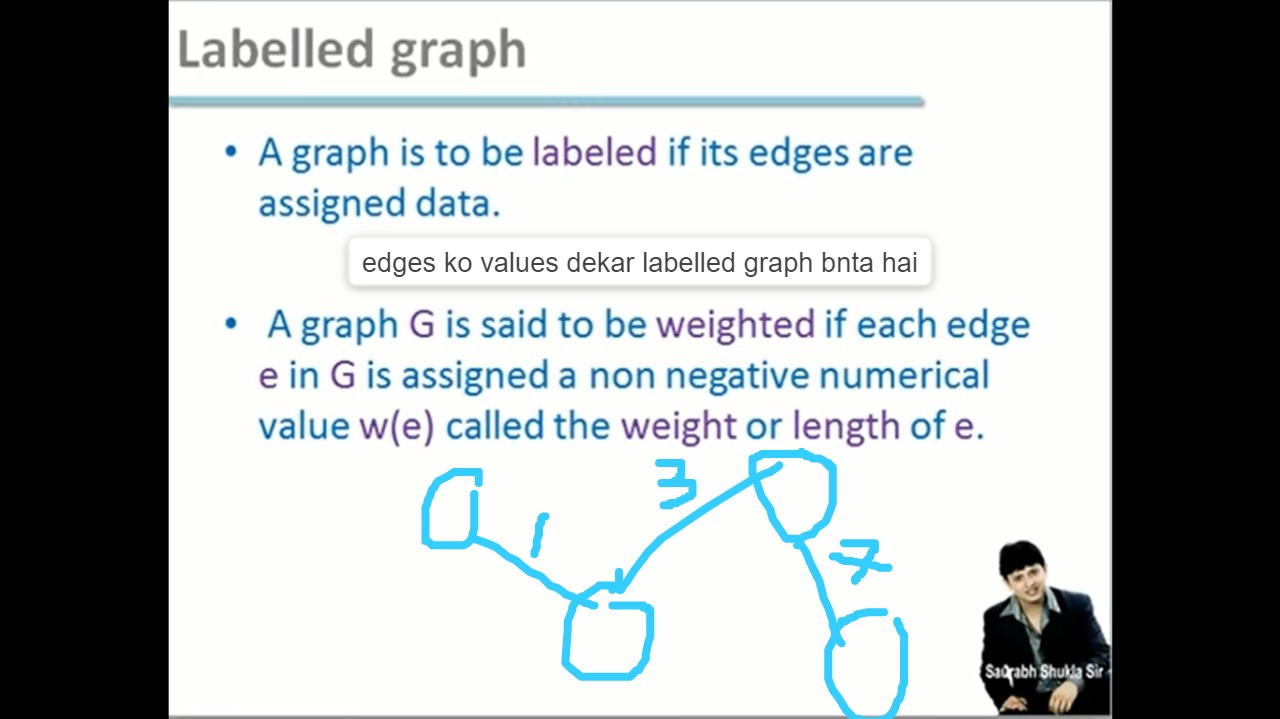 Labelled graph
• A graph is to be labeled if its edges are
assigned data.
edges ko values dekar labelled graph bnta hai
• A graph G is said to be weighted if each edge
e in G is assigned a non negative numerical
value w(e) called the weight or length of e.
3
1
7
Saurabh Shukla Sir